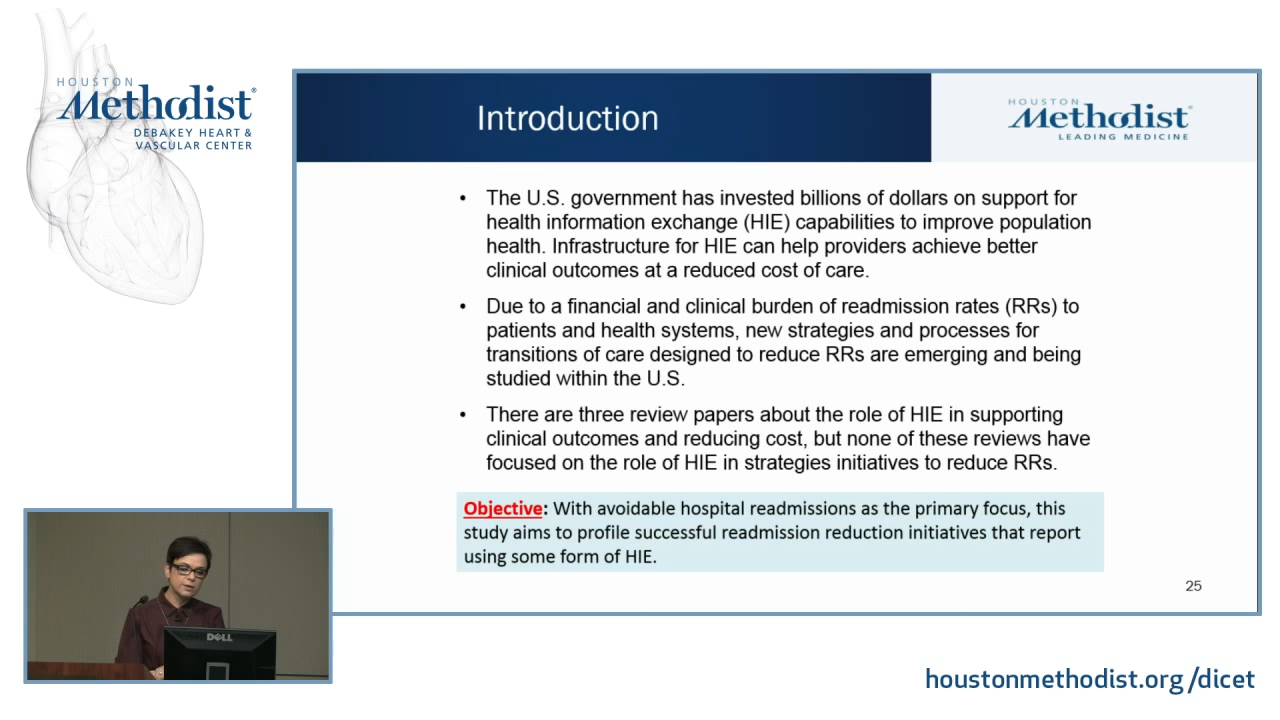 HOUSTON
Methodist®
DEBAKEY HEART &
VASCULAR CENTER
Introduction
HOUSTON
Methodist®
LEADING MEDICINE
• The U.S. government has invested billions of dollars on support for
health information exchange (HIE) capabilities to improve population
health. Infrastructure for HIE can help providers achieve better
clinical outcomes at a reduced cost of care.
• Due to a financial and clinical burden of readmission rates (RRs) to
patients and health systems, new strategies and processes for
transitions of care designed to reduce RRs are emerging and being
studied within the U.S.
• There are three review papers about the role of HIE in supporting
clinical outcomes and reducing cost, but none of these reviews have
focused on the role of HIE in strategies initiatives to reduce RRs.
Objective: With avoidable hospital readmissions as the primary focus, this
study aims to profile successful readmission reduction initiatives that report
using some form of HIE.
25
DELL
houstonmethodist.org/dicet